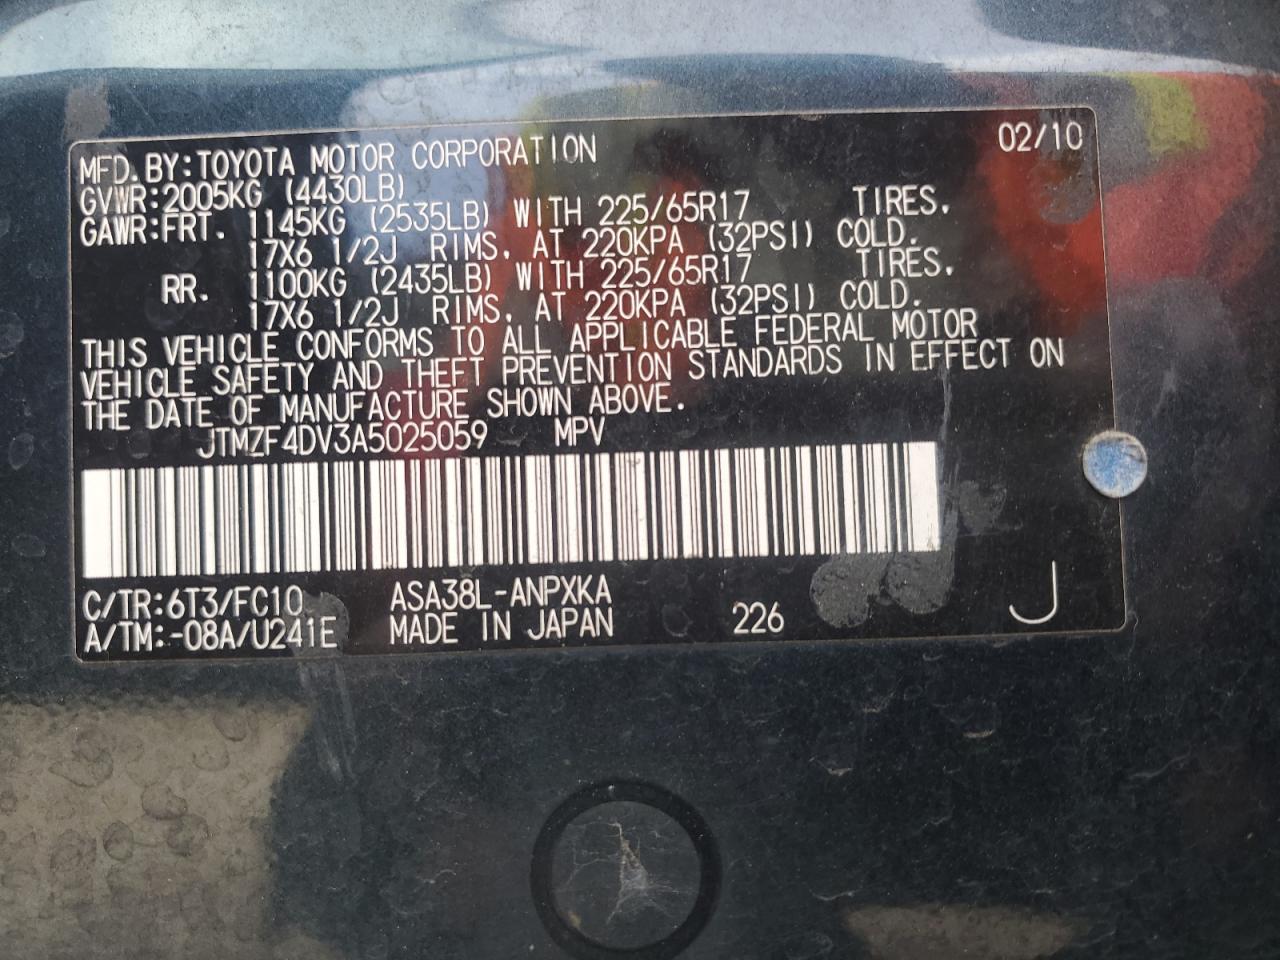 MFD. BY: TOYOTA MOTOR CORPORATION 02/10
GVWR: 2005KG (4430LB)
GAWR: FRT. 1145KG (2535LB) WITH 225/65R17 TIRES.
17X6 1/2J RIMS, AT 220KPA (32PSI) COLD.
RR. 1100KG (2435LB) WITH 225/65R17 TIRES.
17X6 1/2J RIMS, AT 220KPA (32PSI) COLD.
THIS VEHICLE CONFORMS TO ALL APPLICABLE FEDERAL MOTOR
VEHICLE SAFETY AND THEFT PREVENTION STANDARDS IN EFFECT ON
THE DATE OF MANUFACTURE SHOWN ABOVE.
JTMZF4DV3A5025059 MPV
C/TR: 6T3/FC10 ASA38L-ANPXKA
A/TM: -08A/U241E MADE IN JAPAN 226 J